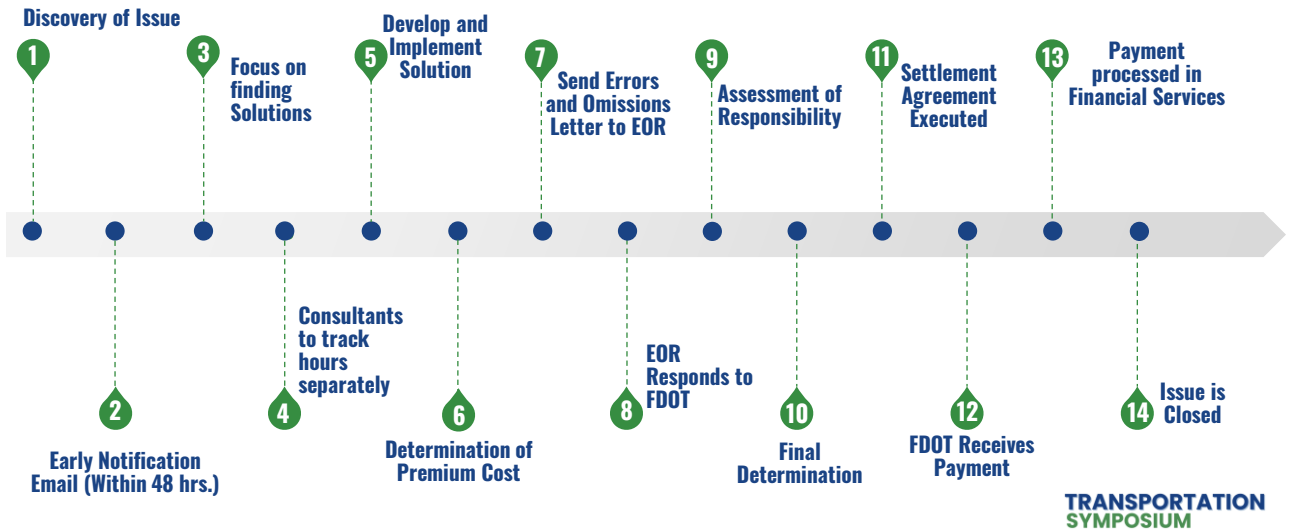 Discovery of Issue
1
Early Notification
Email (Within 48 hrs.)
2
3
Focus on
finding
Solutions
4
Consultants
to track
hours
separately
5
Develop and
Implement
Solution
6
Determination of
Premium Cost
7
Send Errors
and Omissions
Letter to EOR
8
EOR
Responds to
FDOT
9
Assessment of
Responsibility
10
Final
Determination
11
Settlement
Agreement
Executed
12
FDOT Receives
Payment
13
Payment
processed in
Financial Services
14
Issue is
Closed
TRANSPORTATION
SYMPOSIUM